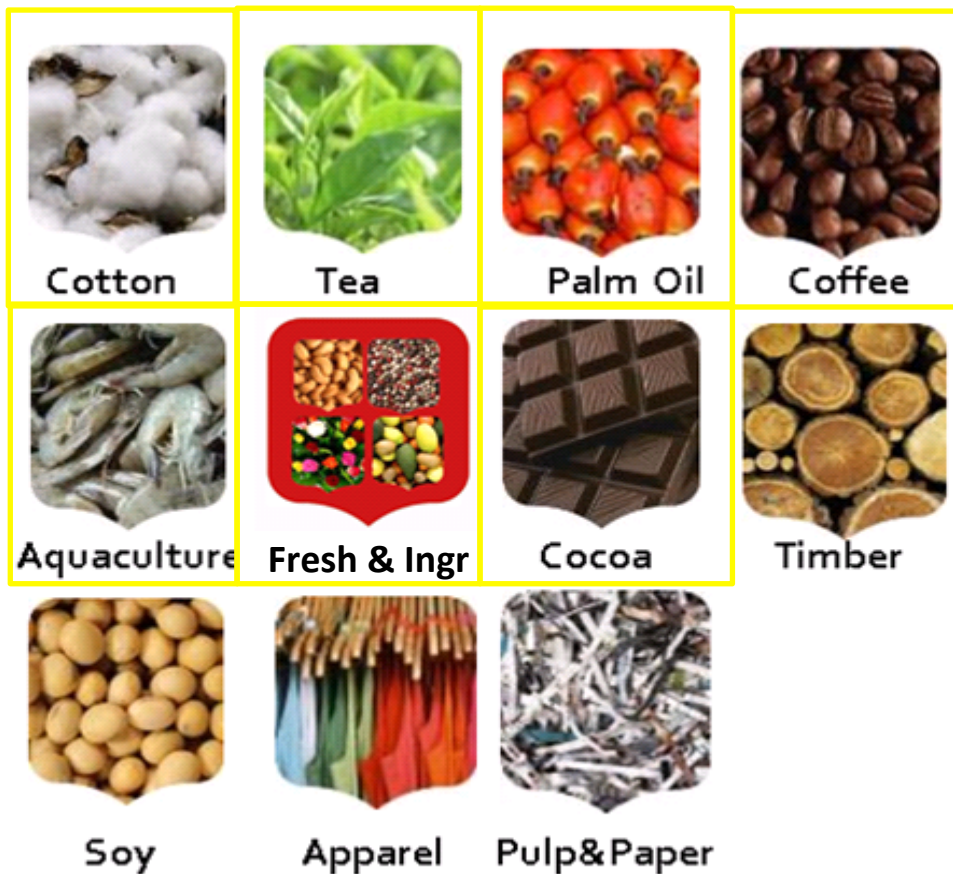 Cotton
Tea
Palm Oil
Coffee
Aquaculture
Fresh & Ingr
Cocoa
Timber
Soy
Apparel
Pulp&Paper